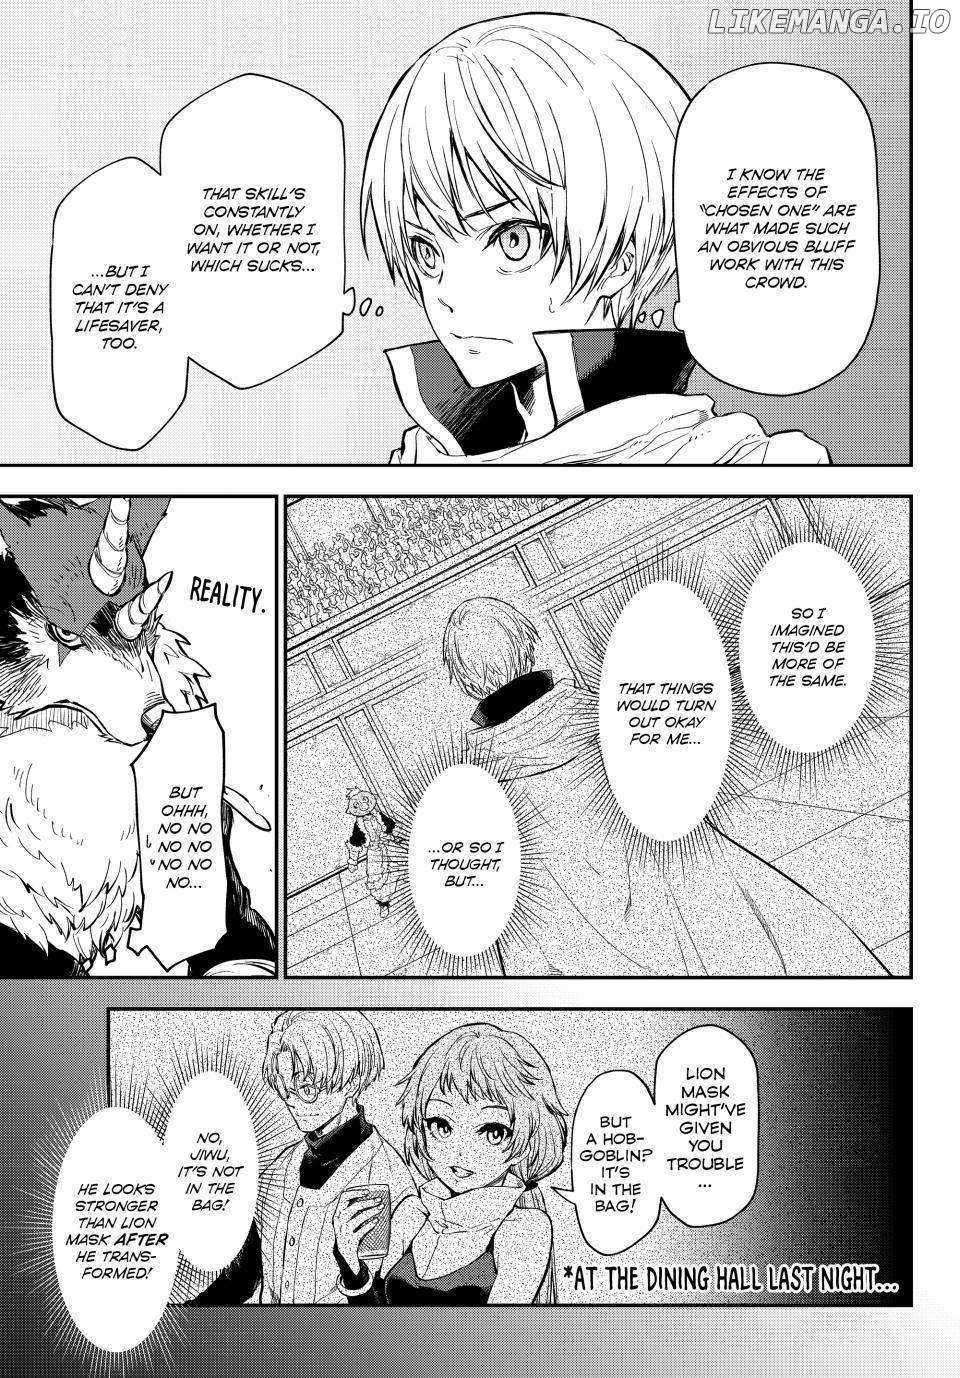 LIKEMANGA.IO
I KNOW THE
EFFECTS OF
"CHOSEN ONE" ARE
WHAT MADE SUCH
AN OBVIOUS BLUFF
WORK WITH THIS
CROWD.
THAT SKILL'S
CONSTANTLY
ON, WHETHER I
WANT IT OR NOT,
WHICH SUCKS...
...BUT I
CAN'T DENY
THAT IT'S A
LIFESAVER,
TOO.
SO I
IMAGINED
THIS'D BE
MORE OF
THE SAME.
THAT THINGS
WOULD TURN
OUT OKAY
FOR ME...
...OR SO I
THOUGHT,
BUT...
REALITY.
BUT
OHHH,
NO NO
NO NO
NO NO
NO...
LION
MASK
MIGHT'VE
GIVEN
YOU
TROUBLE
...
BUT
A HOB-
GOBLIN?
IT'S
IN THE
BAG!
*AT THE DINING HALL LAST NIGHT...
NO,
JIWU,
IT'S NOT
IN THE
BAG!
HE LOOKS
STRONGER
THAN LION
MASK AFTER
HE TRANS-
FORMED!